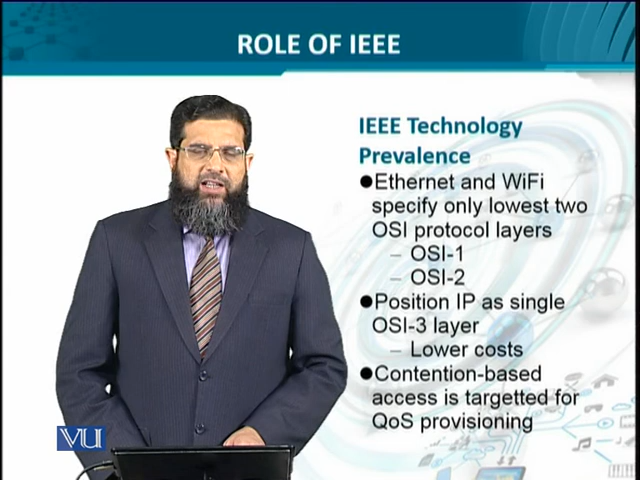 ROLE OF IEEE
IEEE Technology
Prevalence
●Ethernet and WiFi
specify only lowest two
OSI protocol layers
– OSI-1
– OSI-2
●Position IP as single
OSI-3 layer
– Lower costs
●Contention-based
access is targetted for
QoS provisioning
VU